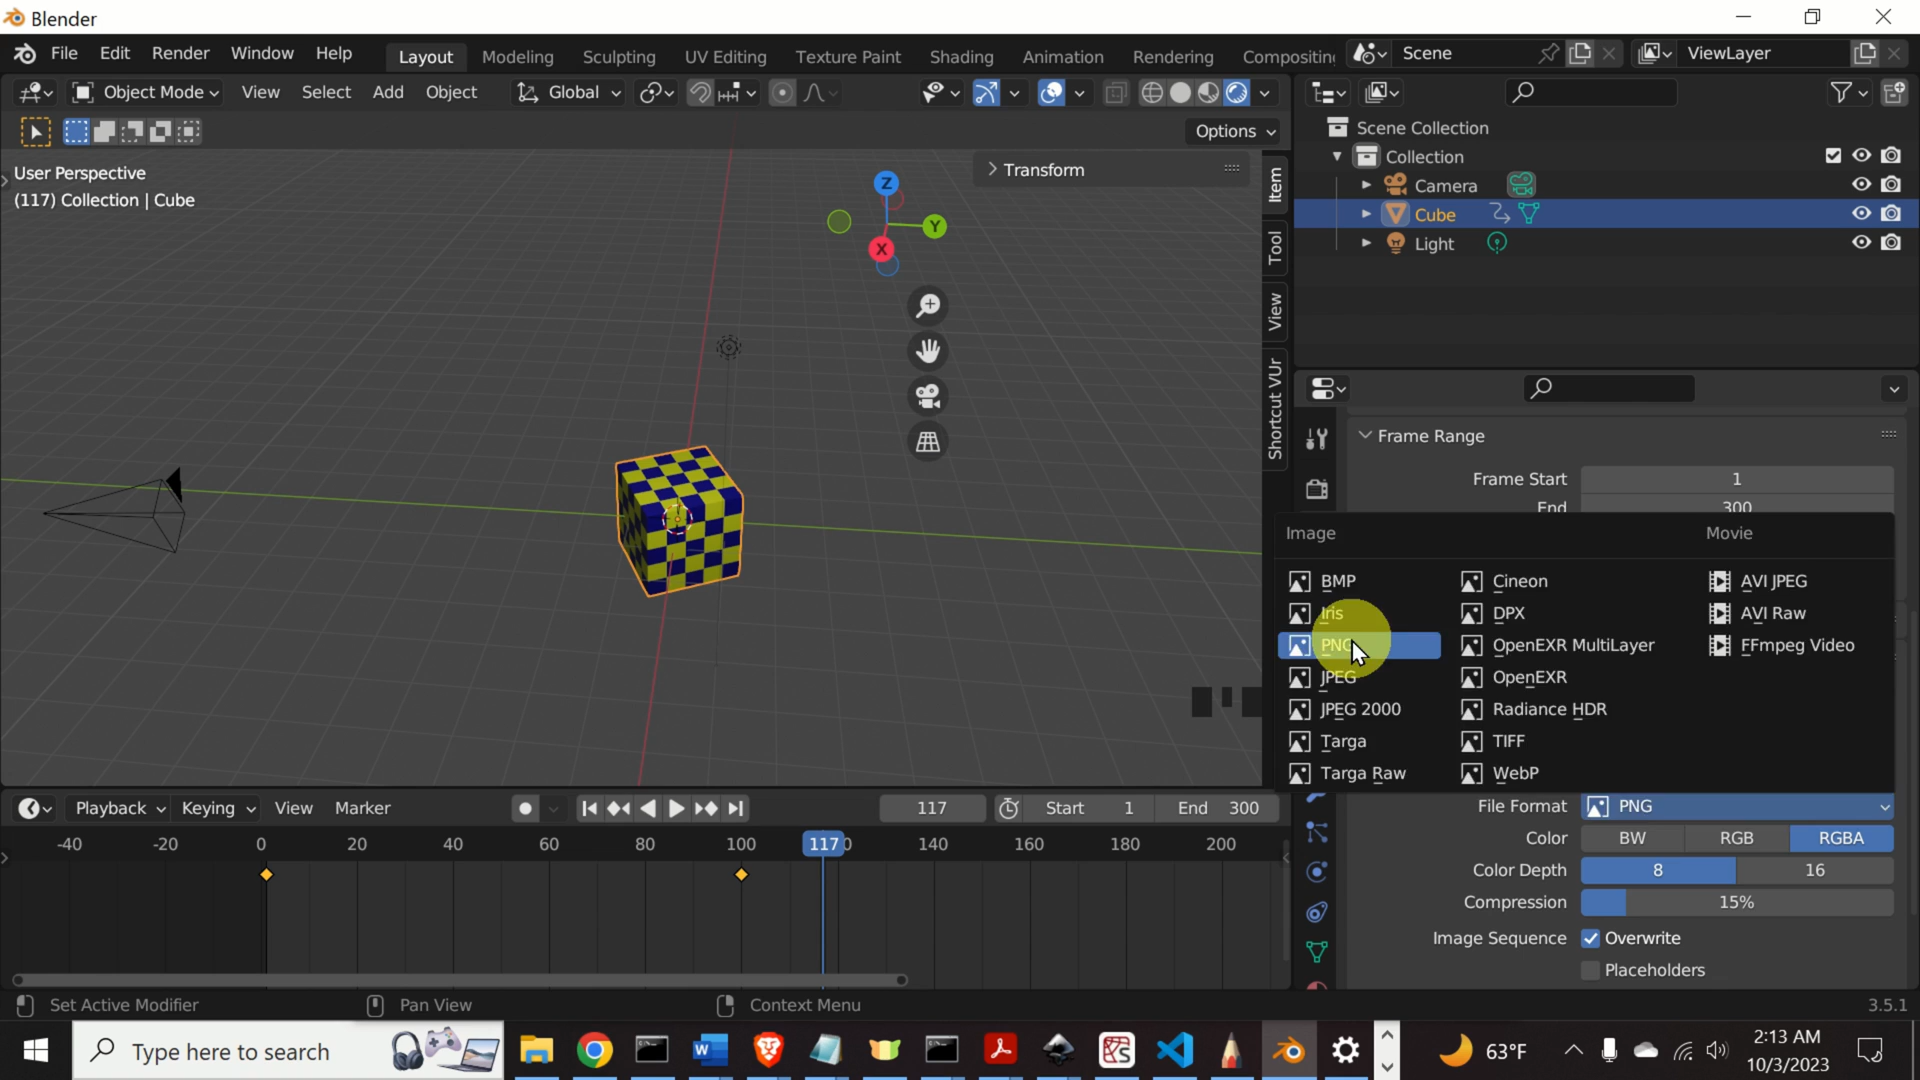 Blender
File Edit Render Window Help Layout Modeling Sculpting UV Editing Texture Paint Shading Animation Rendering Compositing Scene ViewLayer
Object Mode View Select Add Object Global
Options
User Perspective
(117) Collection | Cube
Transform
Z
Y
X
Item
Tool
View
Shortcut VUr
Scene Collection
Collection
Camera
Cube
Light
Frame Range
Frame Start 1
End 300
Image Movie
BMP Cineon AVI JPEG
Iris DPX AVI Raw
PNG OpenEXR MultiLayer FFmpeg Video
JPEG OpenEXR
JPEG 2000 Radiance HDR
Targa TIFF
Targa Raw WebP
File Format PNG
Color BW RGB RGBA
Color Depth 8 16
Compression 15%
Image Sequence Overwrite
Placeholders
Playback Keying View Marker 117 Start 1 End 300
-40 -20 0 20 40 60 80 100 117 0 140 160 180 200
Set Active Modifier Pan View Context Menu 3.5.1
Type here to search 63°F 2:13 AM
10/3/2023